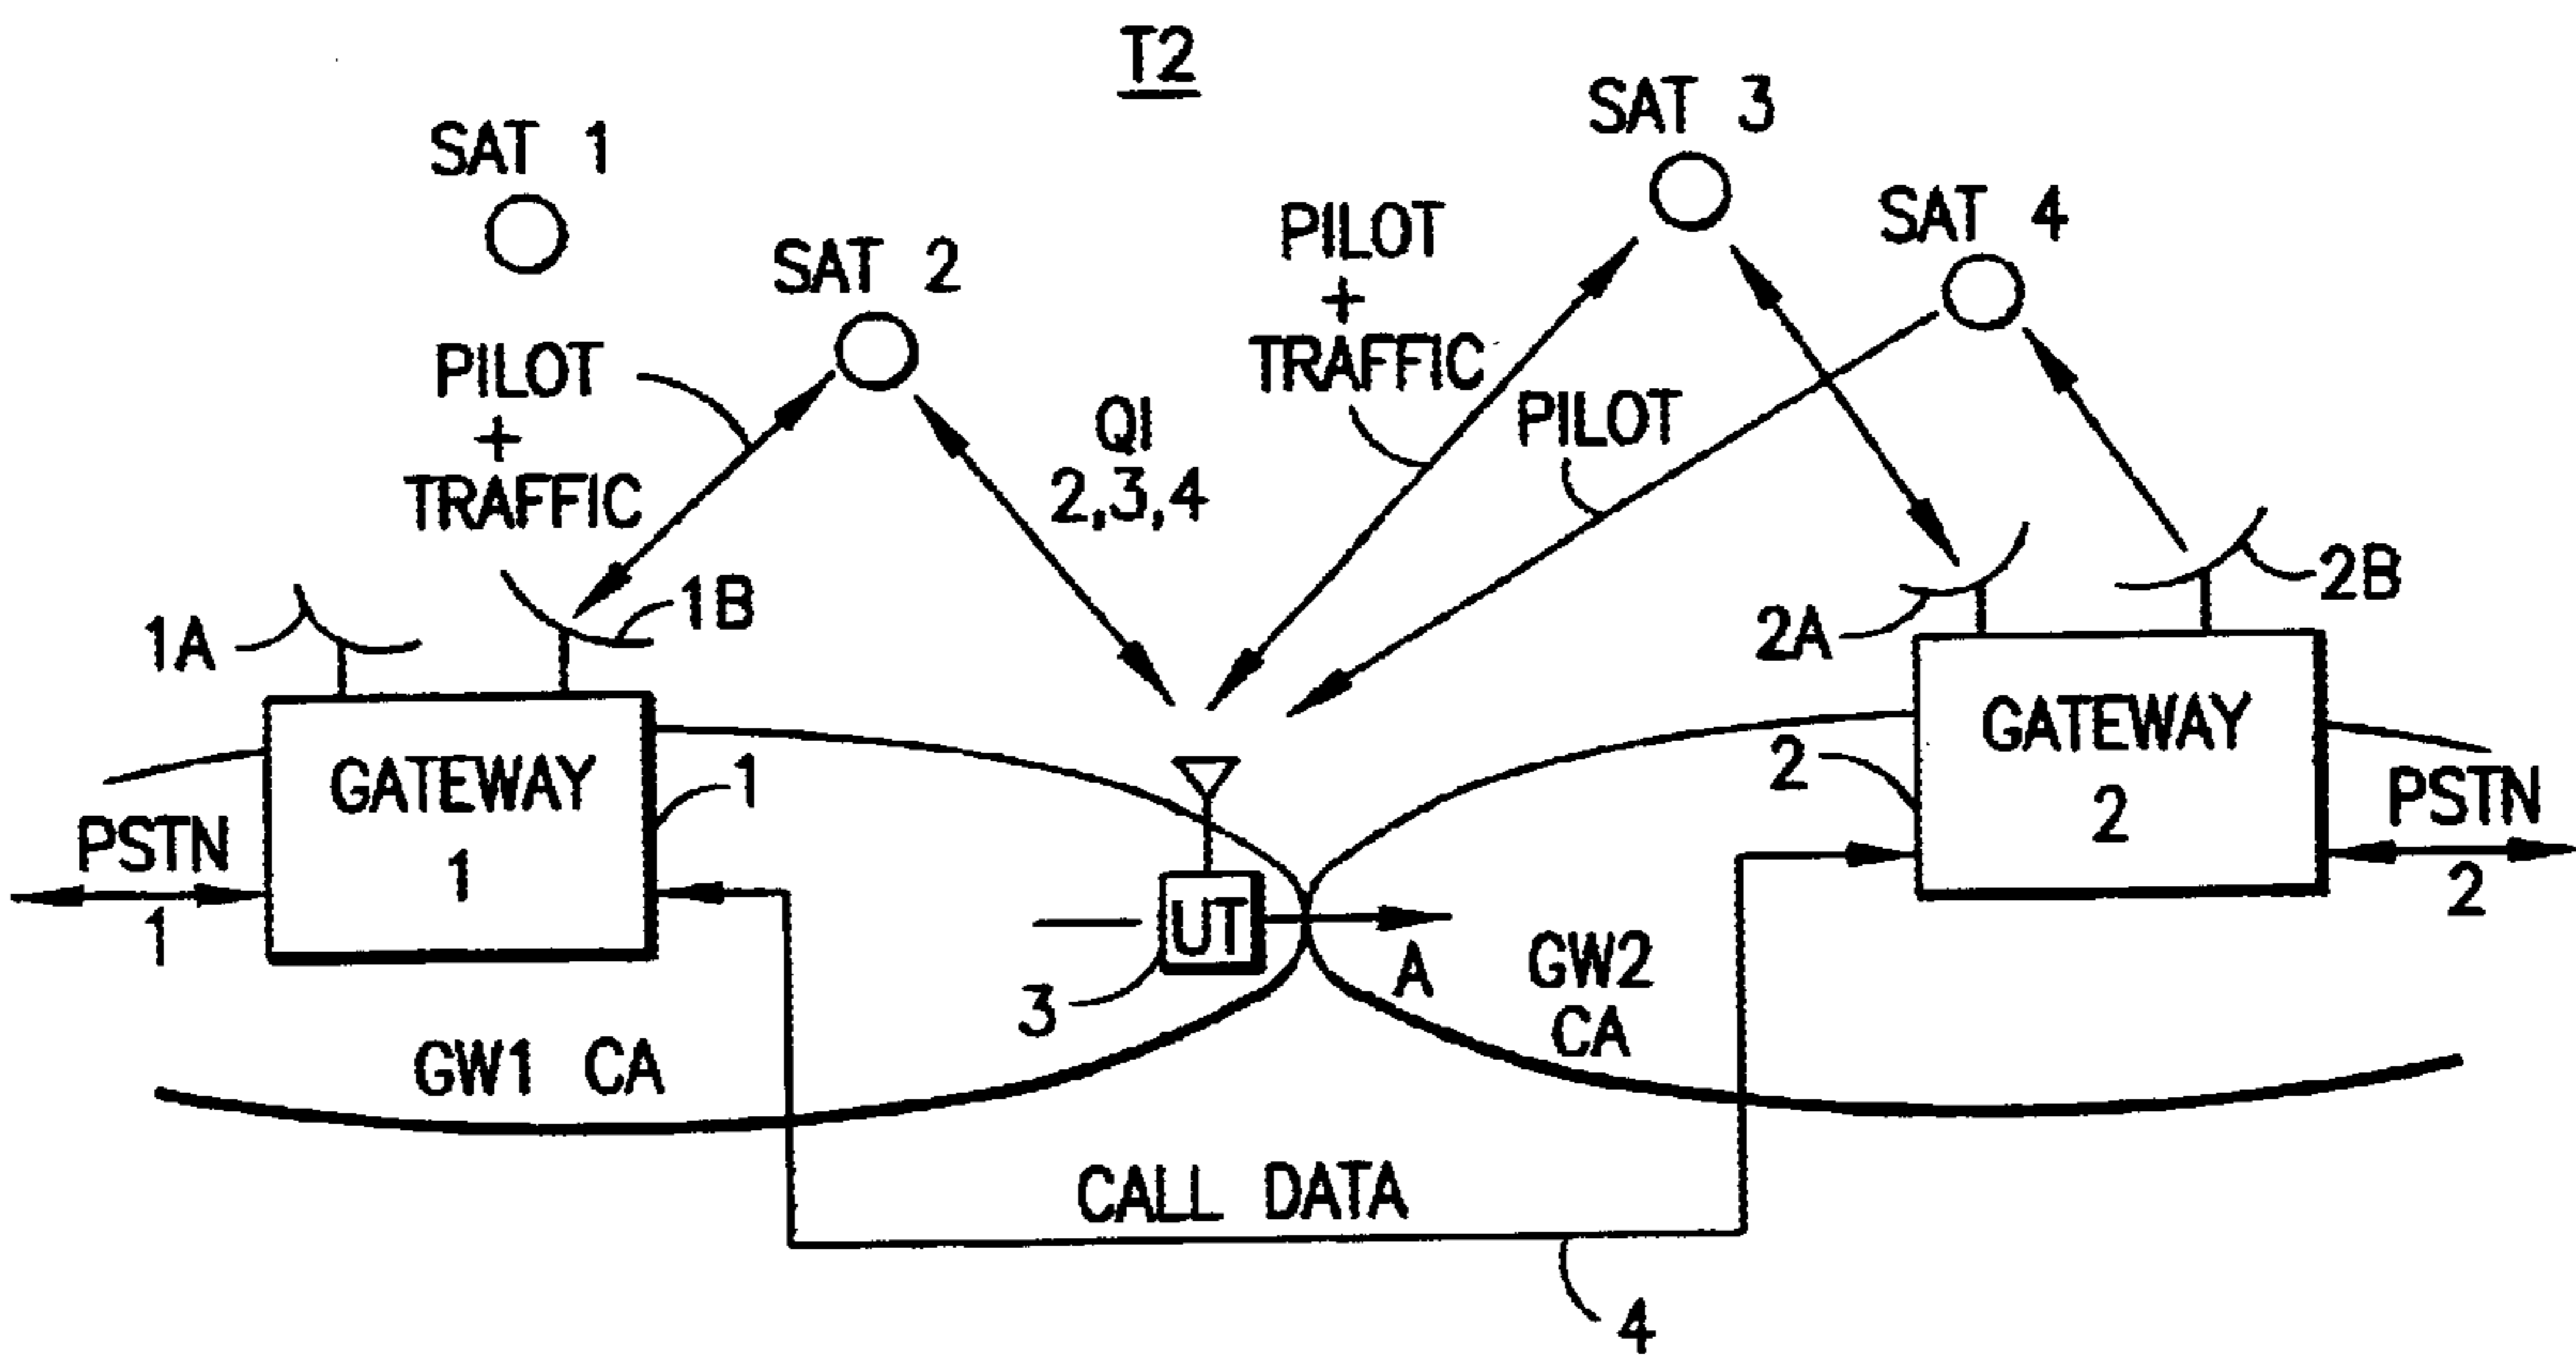 T2
SAT 1
SAT 2
SAT 3
SAT 4
PILOT
+
TRAFFIC
QI
2,3,4
PILOT
+
TRAFFIC
PILOT
1A
1B
2A
2B
GATEWAY
1
1
PSTN
1
GATEWAY
2
2
PSTN
2
UT
3
A
GW1 CA
GW2
CA
CALL DATA
4